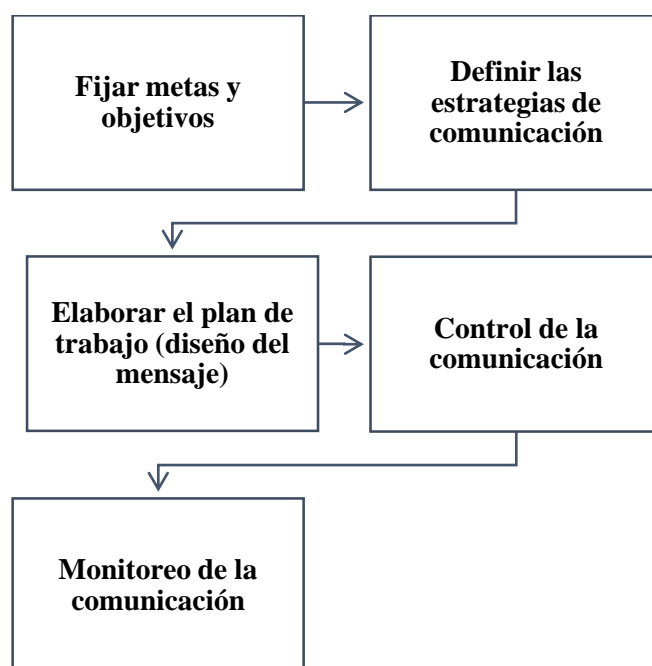 Fijar metas y
objetivos
Definir las
estrategias de
comunicación
Elaborar el plan de
trabajo (diseño del
mensaje)
Control de la
comunicación
Monitoreo de la
comunicación